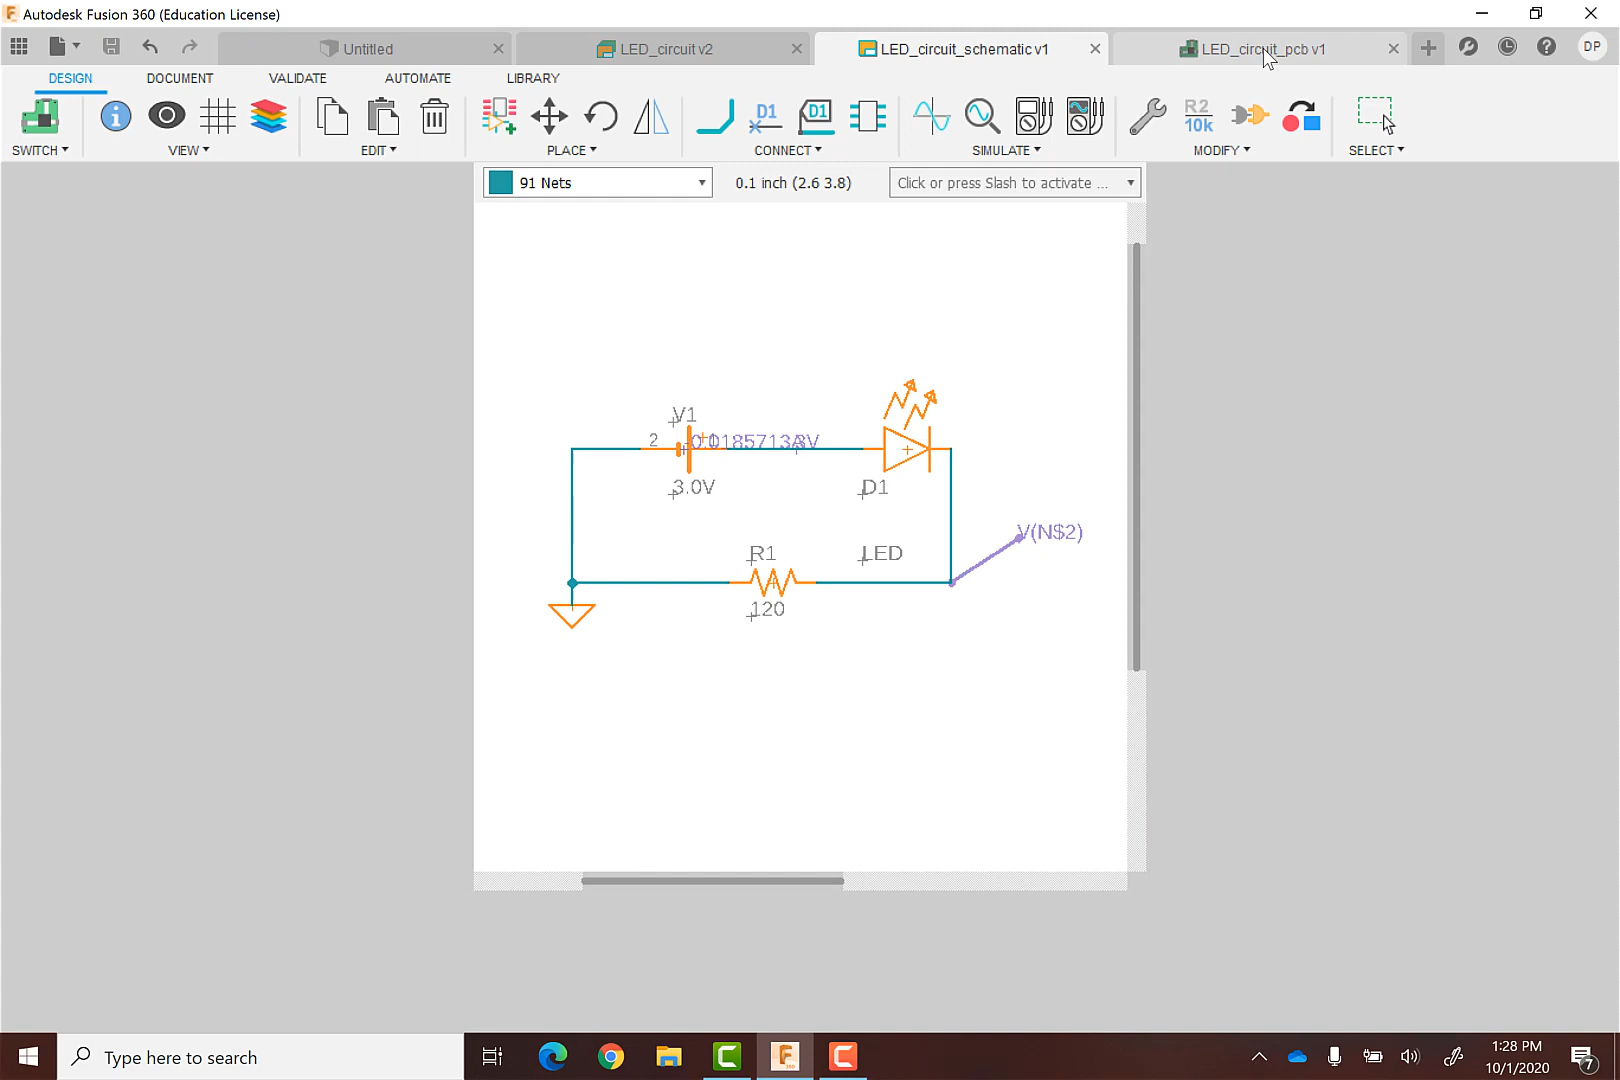 Autodesk Fusion 360 (Education License)
Untitled
LED_circuit v2
LED_circuit_schematic v1
LED_circuit_pcb v1
DP
DESIGN
DOCUMENT
VALIDATE
AUTOMATE
LIBRARY
D1
D1
R2
10k
SWITCH
VIEW
EDIT
PLACE
CONNECT
SIMULATE
MODIFY
SELECT
91 Nets
0.1 inch (2.6 3.8)
Click or press Slash to activate ...
V1
2
3V
3.0V
D1
V(N$2)
R1
LED
120
Type here to search
1:28 PM
10/1/2020
7